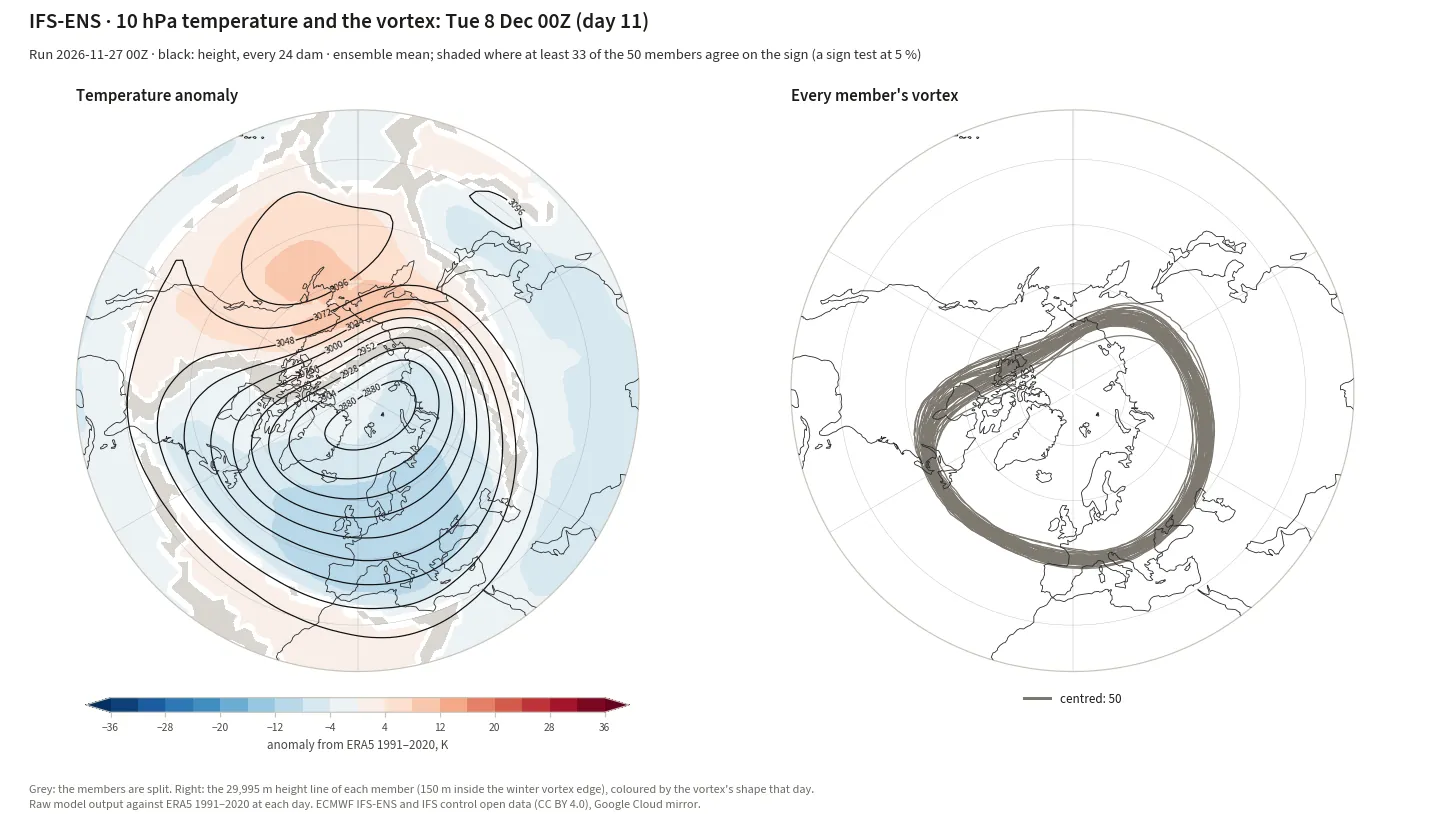 IFS-ENS · 10 hPa temperature and the vortex: Tue 8 Dec 00Z (day 11)
Run 2026-11-27 00Z · black: height, every 24 dam · ensemble mean; shaded where at least 33 of the 50 members agree on the sign (a sign test at 5 %)
Temperature anomaly
Every member's vortex
3096
3096
3072
3024
3048
3000
2952
2928
2880
2880
centred: 50
−36 −28 −20 −12 −4 4 12 20 28 36
anomaly from ERA5 1991–2020, K
Grey: the members are split. Right: the 29,995 m height line of each member (150 m inside the winter vortex edge), coloured by the vortex's shape that day.
Raw model output against ERA5 1991–2020 at each day. ECMWF IFS-ENS and IFS control open data (CC BY 4.0), Google Cloud mirror.